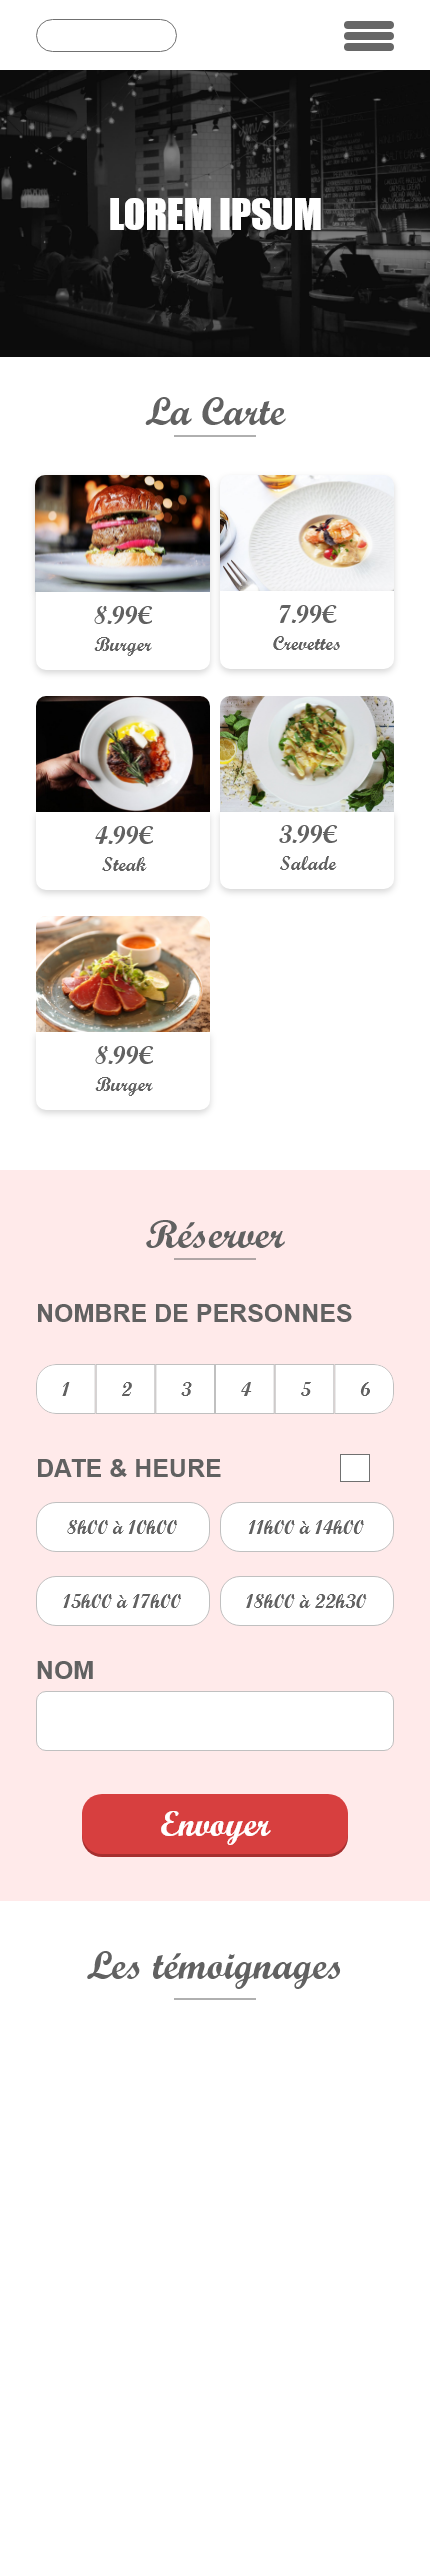 LOREM IPSUM
La Carte
8.99€
Burger
7.99€
Crevettes
4.99€
Steak
3.99€
Salade
8.99€
Burger
Réserver
NOMBRE DE PERSONNES
1 2 3 4 5 6
DATE & HEURE
8h00 à 10h00
11h00 à 14h00
15h00 à 17h00
18h00 à 22h30
NOM
Envoyer
Les témoignages